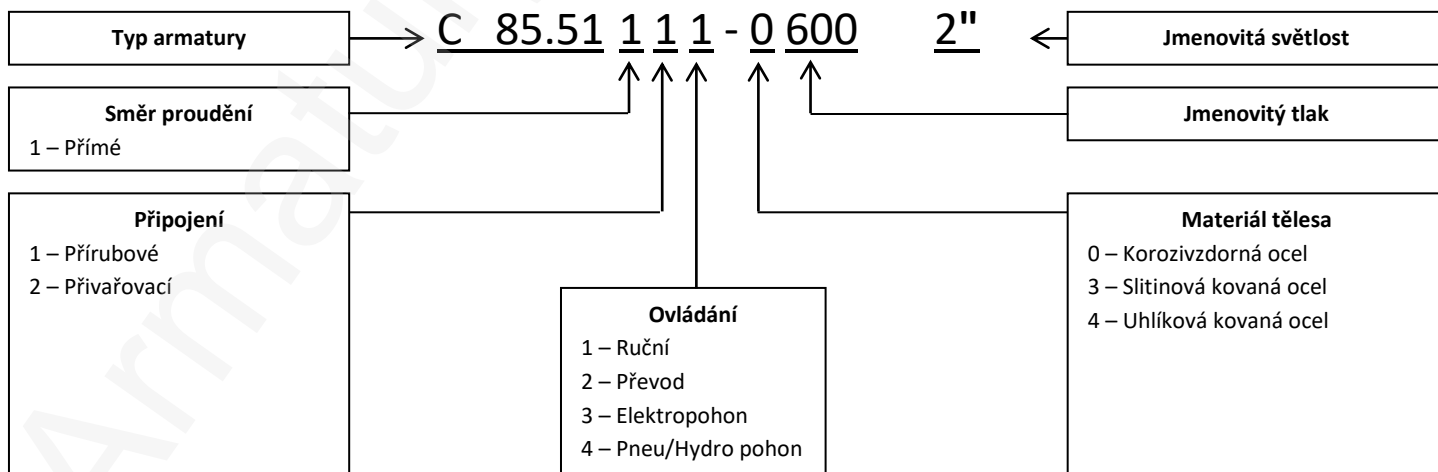 Typ armatury
C 85.51 1 1 1 - 0 600 2"
Jmenovitá světlost
Směr proudění
1 – Přímé
Jmenovitý tlak
Připojení
1 – Přírubové
2 – Přivařovací
Materiál tělesa
0 – Korozivzdorná ocel
3 – Slitinová kovaná ocel
4 – Uhlíková kovaná ocel
Ovládání
1 – Ruční
2 – Převod
3 – Elektropohon
4 – Pneu/Hydro pohon
Armatu